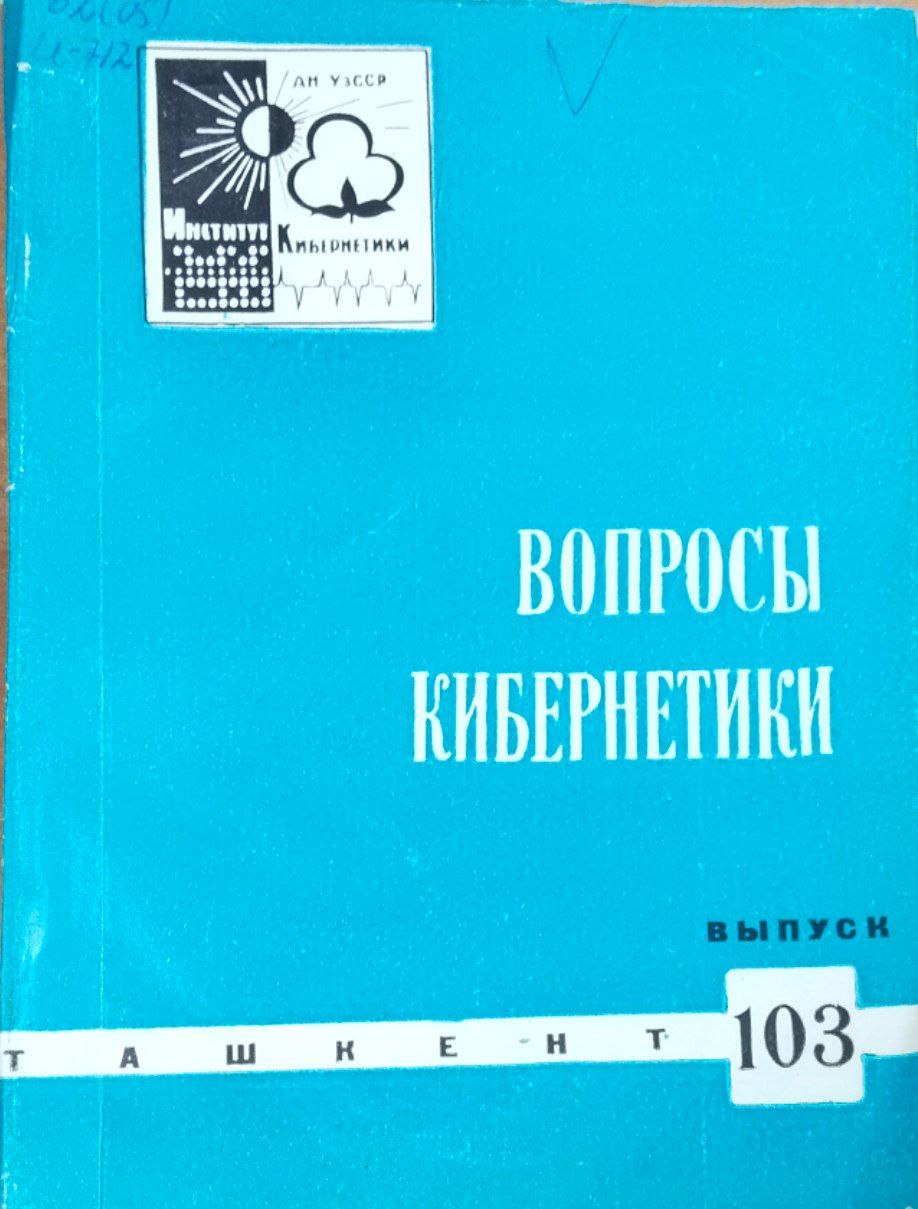 АН УзССР
Институт
Кибернетики
ВОПРОСЫ
КИБЕРНЕТИКИ
ВЫПУСК
ТАШКЕНТ
103